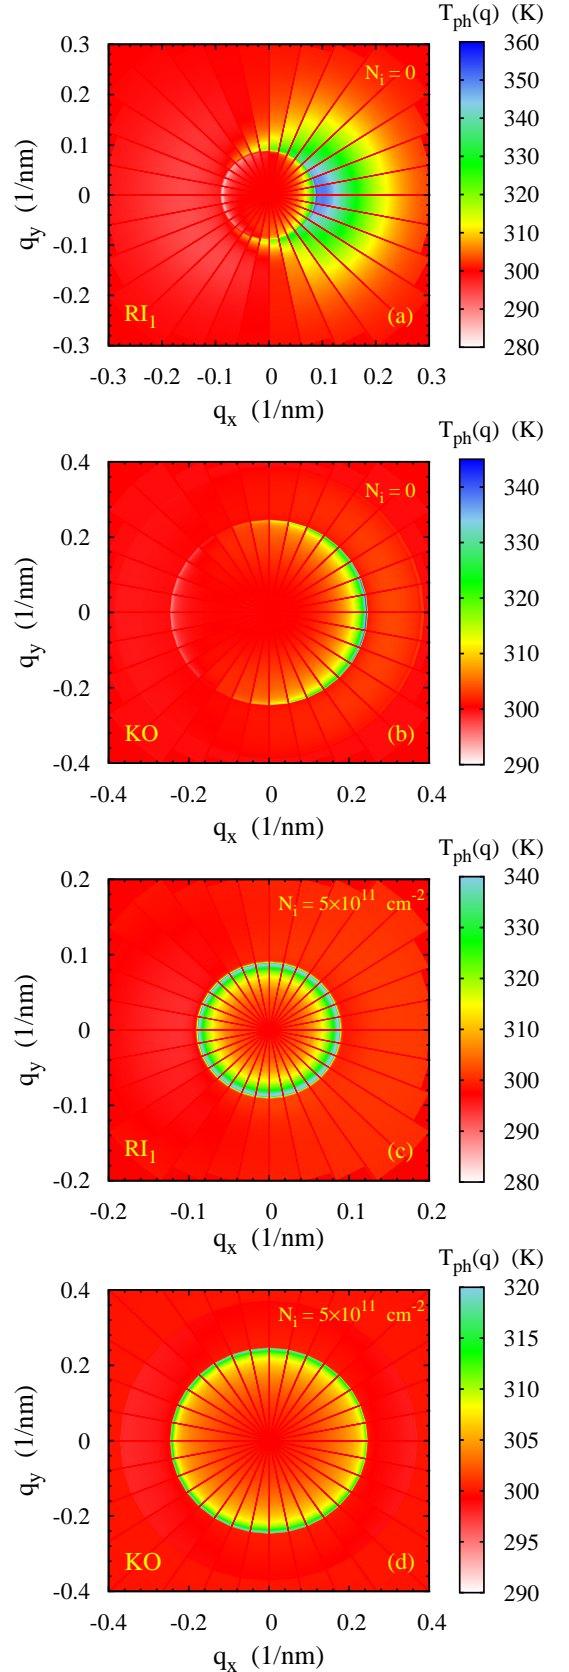 T_ph(q) (K)
N_i = 0
RI_1
(a)
0.3
0.2
0.1
0
-0.1
-0.2
-0.3
q_y (1/nm)
-0.3 -0.2 -0.1 0 0.1 0.2 0.3
q_x (1/nm)
360
350
340
330
320
310
300
290
280
T_ph(q) (K)
N_i = 0
KO
(b)
0.4
0.2
0
-0.2
-0.4
q_y (1/nm)
-0.4 -0.2 0 0.2 0.4
q_x (1/nm)
340
330
320
310
300
290
T_ph(q) (K)
N_i = 5×10^11 cm^-2
RI_1
(c)
0.2
0.1
0
-0.1
-0.2
q_y (1/nm)
-0.2 -0.1 0 0.1 0.2
q_x (1/nm)
340
330
320
310
300
290
280
T_ph(q) (K)
N_i = 5×10^11 cm^-2
KO
(d)
0.4
0.2
0
-0.2
-0.4
q_y (1/nm)
-0.4 -0.2 0 0.2 0.4
q_x (1/nm)
320
315
310
305
300
295
290